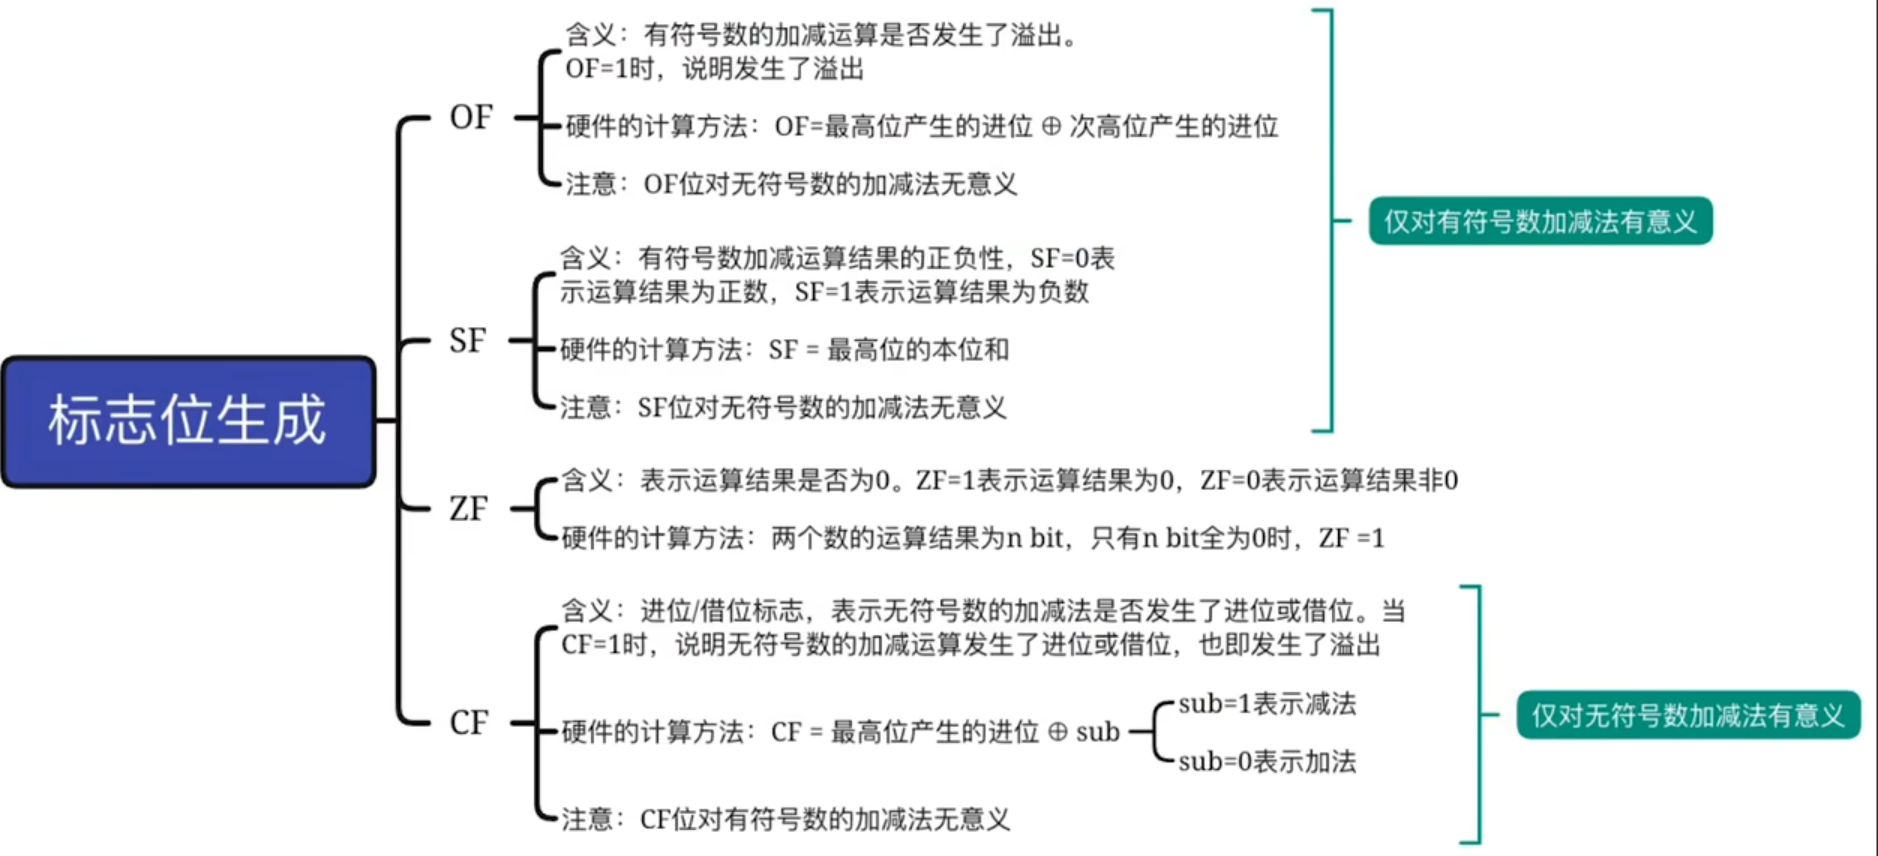 标志位生成
OF
含义：有符号数的加减运算是否发生了溢出。
OF=1时，说明发生了溢出
硬件的计算方法：OF=最高位产生的进位 ⊕ 次高位产生的进位
注意：OF位对无符号数的加减法无意义
SF
含义：有符号数加减运算结果的正负性，SF=0表
示运算结果为正数，SF=1表示运算结果为负数
硬件的计算方法：SF = 最高位的本位和
注意：SF位对无符号数的加减法无意义
仅对有符号数加减法有意义
ZF
含义：表示运算结果是否为0。ZF=1表示运算结果为0，ZF=0表示运算结果非0
硬件的计算方法：两个数的运算结果为n bit，只有n bit全为0时，ZF =1
CF
含义：进位/借位标志，表示无符号数的加减法是否发生了进位或借位。当
CF=1时，说明无符号数的加减运算发生了进位或借位，也即发生了溢出
硬件的计算方法：CF = 最高位产生的进位 ⊕ sub
sub=1表示减法
sub=0表示加法
注意：CF位对有符号数的加减法无意义
仅对无符号数加减法有意义